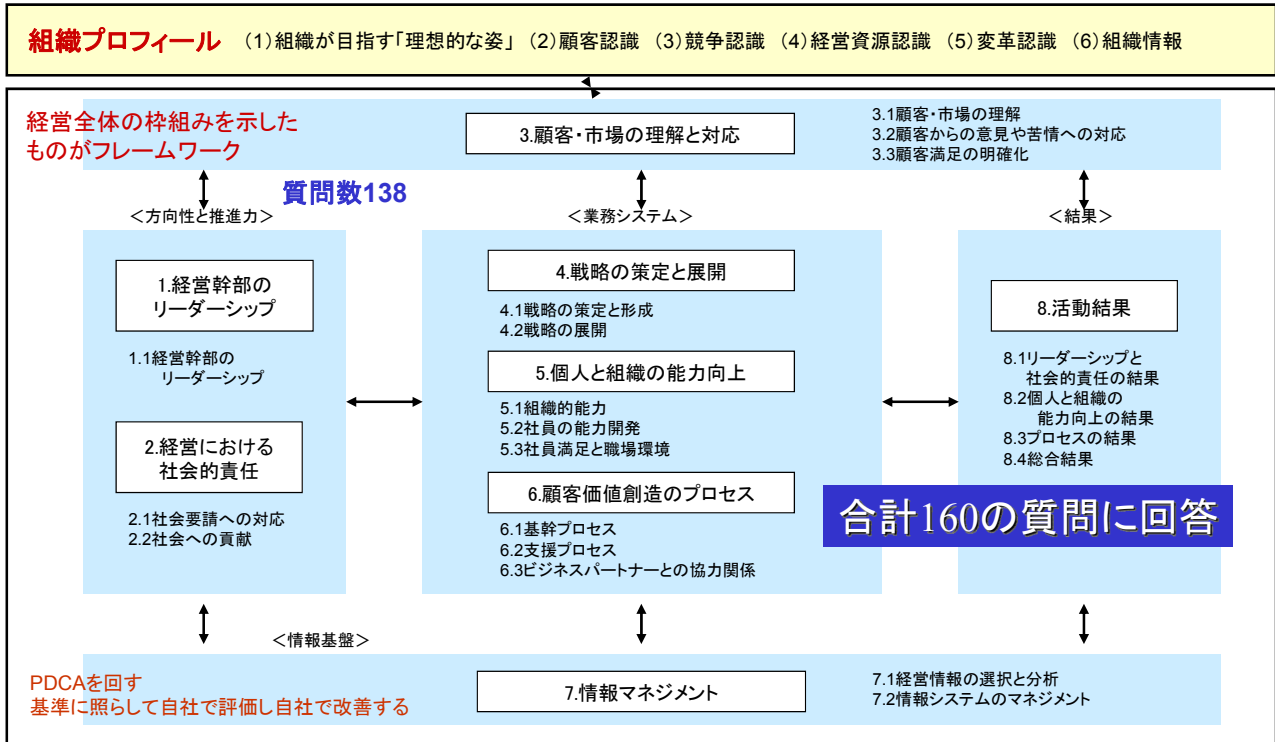 組織プロフィール (1)組織が目指す「理想的な姿」 (2)顧客認識 (3)競争認識 (4)経営資源認識 (5)変革認識 (6)組織情報
経営全体の枠組みを示した
ものがフレームワーク
3.顧客・市場の理解と対応
3.1顧客・市場の理解
3.2顧客からの意見や苦情への対応
3.3顧客満足の明確化
質問数138
<方向性と推進力>
<業務システム>
<結果>
1.経営幹部の
リーダーシップ
1.1経営幹部の
リーダーシップ
2.経営における
社会的責任
2.1社会要請への対応
2.2社会への貢献
4.戦略の策定と展開
4.1戦略の策定と形成
4.2戦略の展開
5.個人と組織の能力向上
5.1組織的能力
5.2社員の能力開発
5.3社員満足と職場環境
6.顧客価値創造のプロセス
6.1基幹プロセス
6.2支援プロセス
6.3ビジネスパートナーとの協力関係
8.活動結果
8.1リーダーシップと
社会的責任の結果
8.2個人と組織の
能力向上の結果
8.3プロセスの結果
8.4総合結果
合計160の質問に回答
<情報基盤>
PDCAを回す
基準に照らして自社で評価し自社で改善する
7.情報マネジメント
7.1経営情報の選択と分析
7.2情報システムのマネジメント